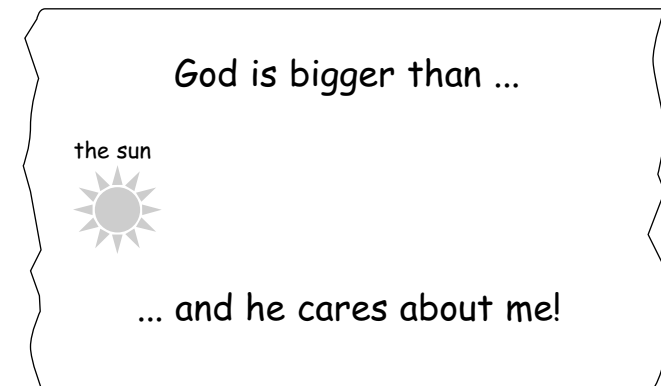 God is bigger than ...
the sun
... and he cares about me!